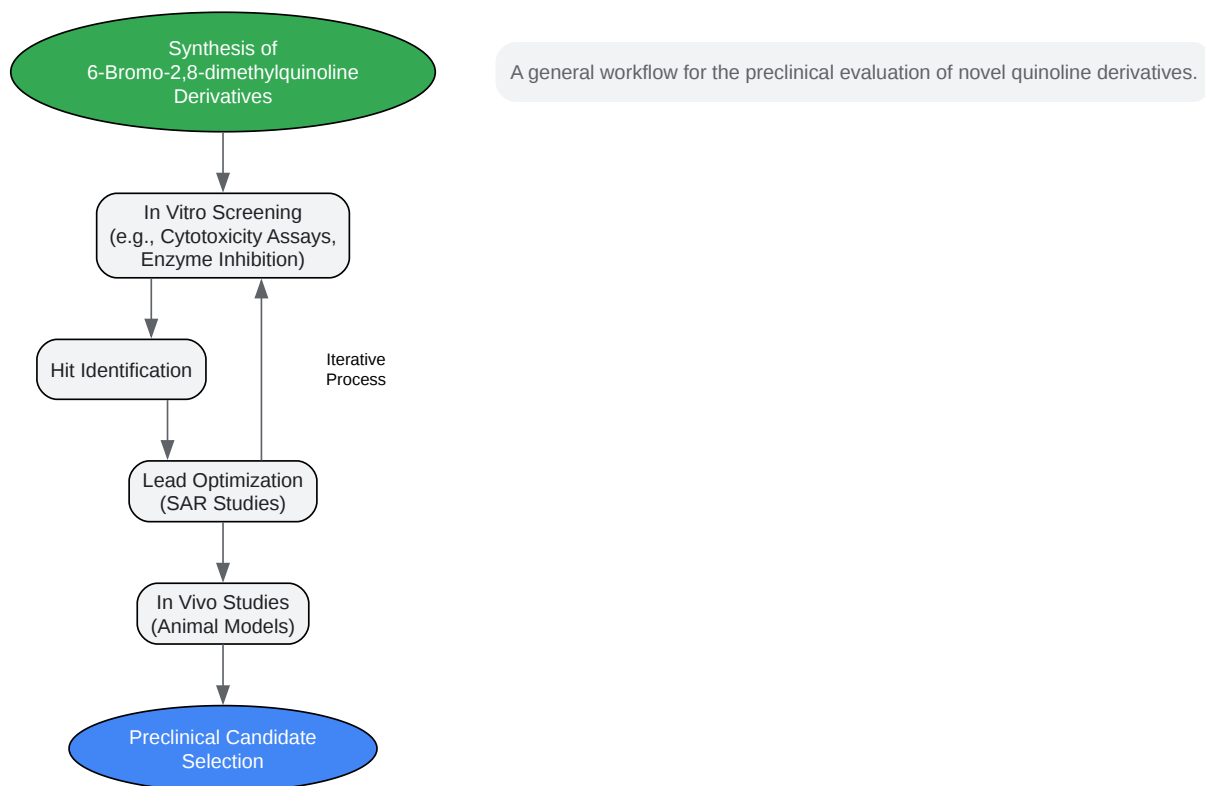 Synthesis of
6-Bromo-2,8-dimethylquinoline
Derivatives
A general workflow for the preclinical evaluation of novel quinoline derivatives.
In Vitro Screening
(e.g., Cytotoxicity Assays,
Enzyme Inhibition)
Hit Identification
Iterative
Process
Lead Optimization
(SAR Studies)
In Vivo Studies
(Animal Models)
Preclinical Candidate
Selection